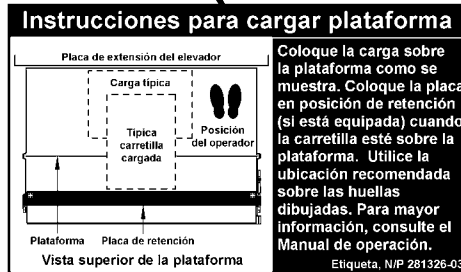 Instrucciones para cargar plataforma
Placa de extensión del elevador
Carga típica
Típica
carretilla
cargada
Posición
del operador
Plataforma
Placa de retención
Vista superior de la plataforma
Coloque la carga sobre
la plataforma como se
muestra. Coloque la placa
en posición de retención
(si está equipada) cuando
la carretilla esté sobre la
plataforma. Utilice la
ubicación recomendada
sobre las huellas
dibujadas. Para mayor
información, consulte el
Manual de operación.
Etiqueta, N/P 281326-03